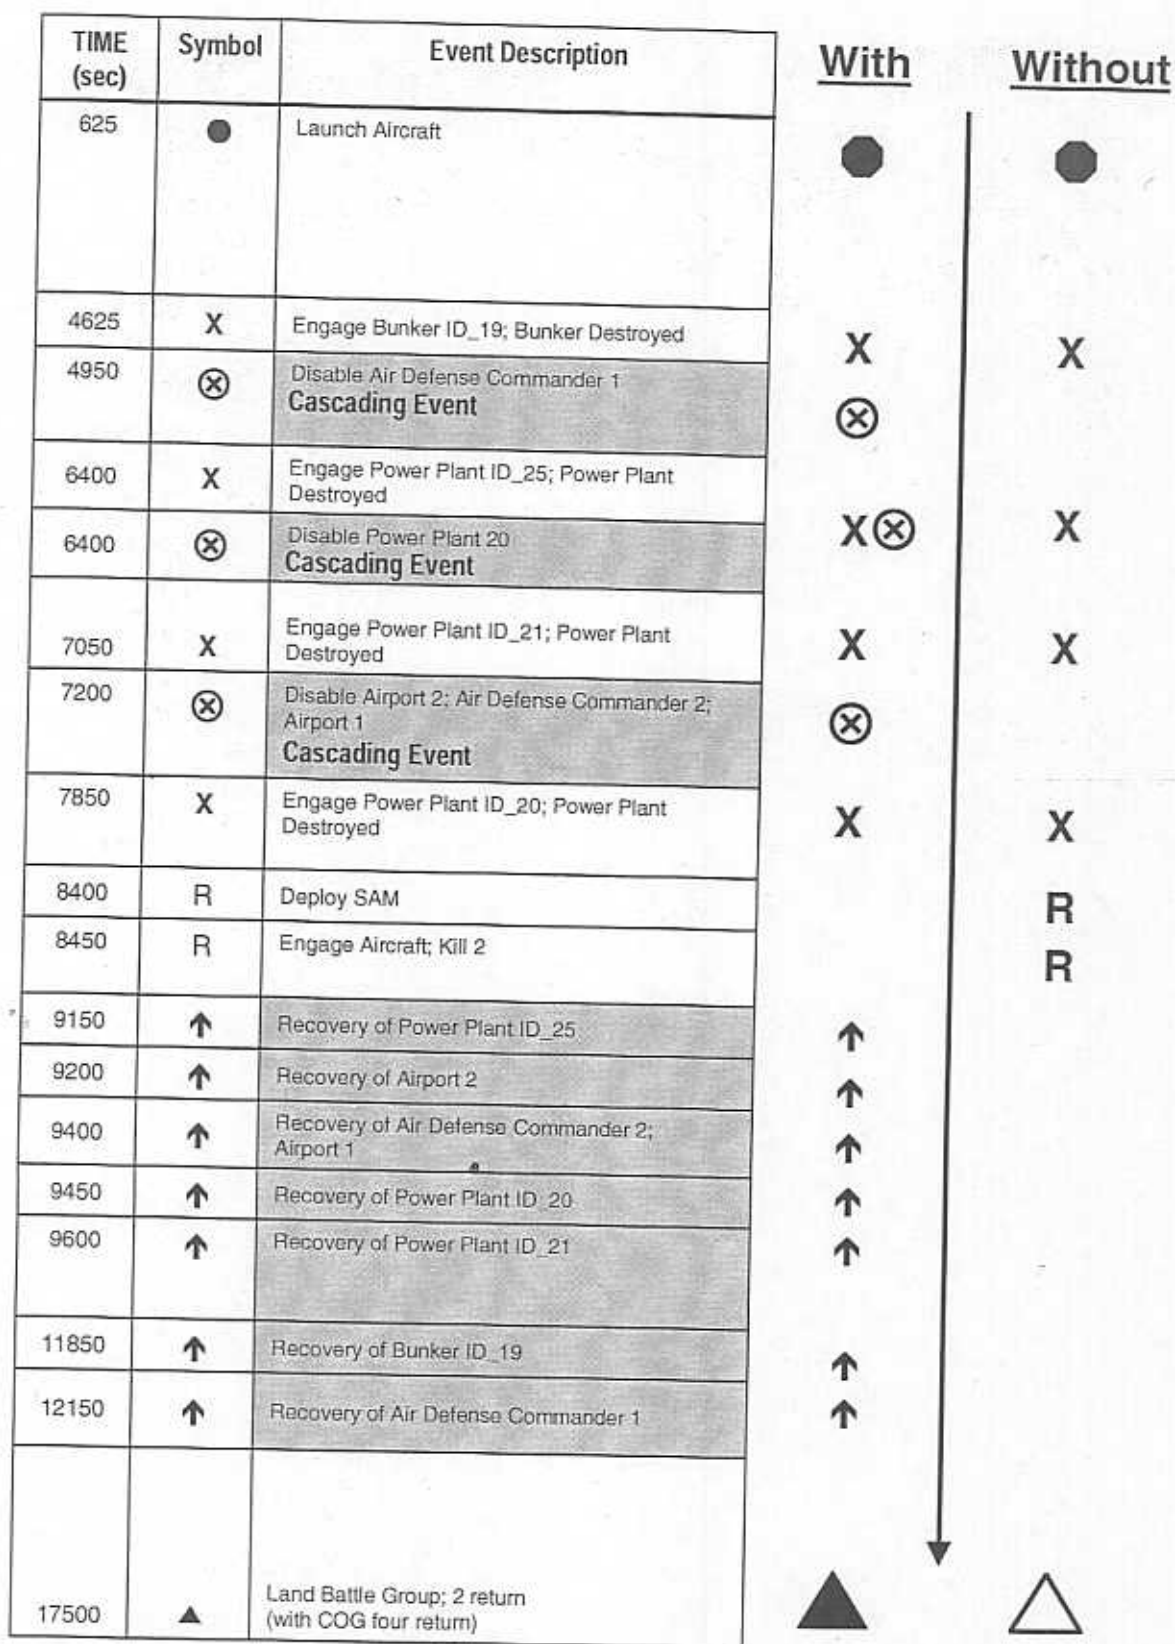 TIME (sec) Symbol Event Description With Without
625 ● Launch Aircraft ● ●
4625 X Engage Bunker ID_19; Bunker Destroyed X X
4950 ⊗ Disable Air Defense Commander 1 ⊗
Cascading Event
6400 X Engage Power Plant ID_25; Power Plant
Destroyed
X⊗ X
6400 ⊗ Disable Power Plant 20
Cascading Event
7050 X Engage Power Plant ID_21; Power Plant
Destroyed
X X
7200 ⊗ Disable Airport 2; Air Defense Commander 2;
Airport 1
Cascading Event
⊗
7850 X Engage Power Plant ID_20; Power Plant
Destroyed
X X
8400 R Deploy SAM R
8450 R Engage Aircraft; Kill 2 R
9150 ↑ Recovery of Power Plant ID_25 ↑
9200 ↑ Recovery of Airport 2 ↑
9400 ↑ Recovery of Air Defense Commander 2;
Airport 1
↑
9450 ↑ Recovery of Power Plant ID_20 ↑
9600 ↑ Recovery of Power Plant ID_21 ↑
11850 ↑ Recovery of Bunker ID_19 ↑
12150 ↑ Recovery of Air Defense Commander 1 ↑
17500 ▲ Land Battle Group; 2 return
(with COG four return)
▲ △